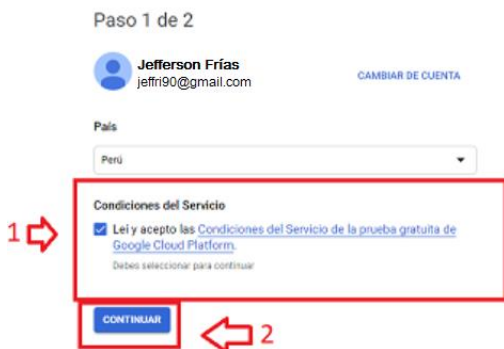 Paso 1 de 2
Jefferson Frías
jeffri90@gmail.com
CAMBIAR DE CUENTA
País
Perú
Condiciones del Servicio
1
Leí y acepto las Condiciones del Servicio de la prueba gratuita de
Google Cloud Platform.
Debes seleccionar para continuar
CONTINUAR
2